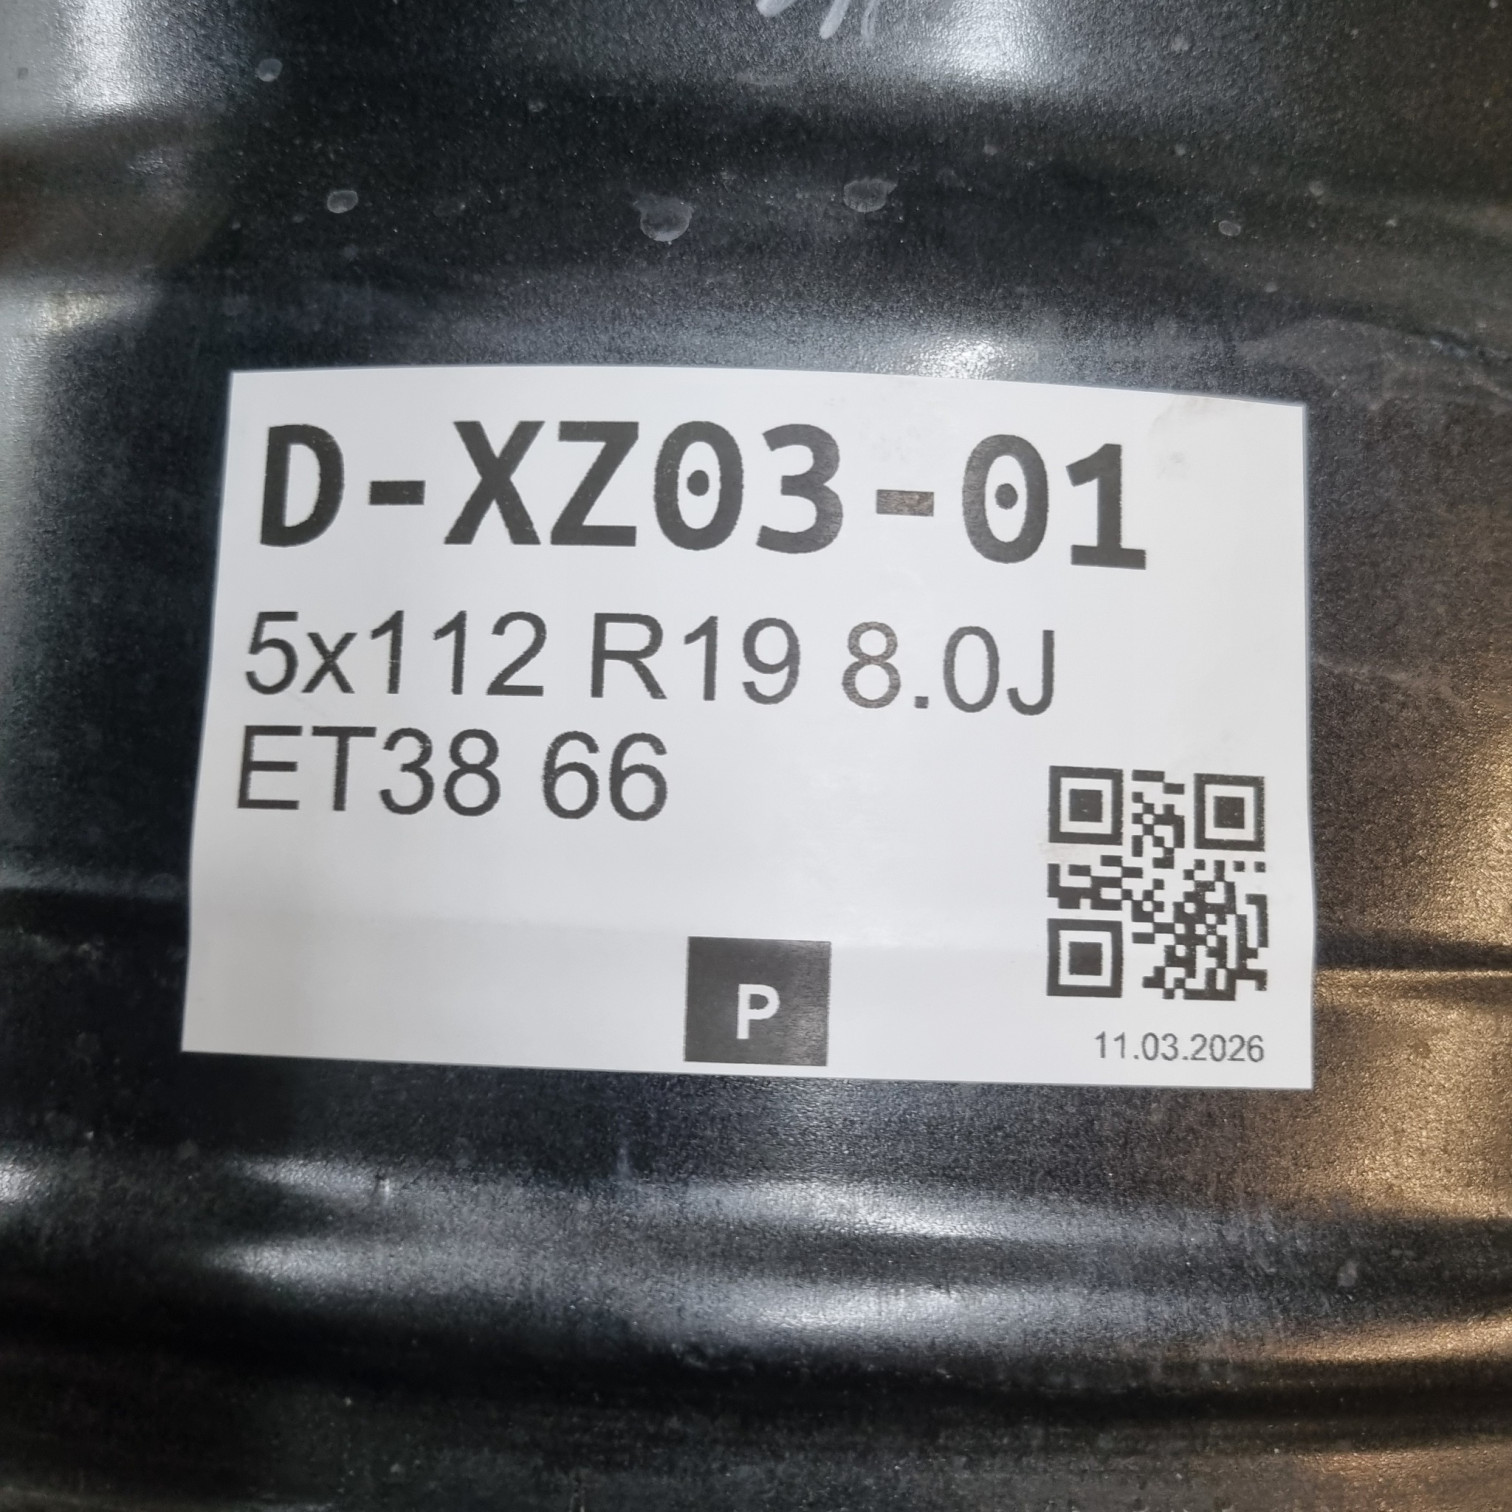 D-XZ03-01
5x112 R19 8.0J
ET38 66
P
11.03.2026